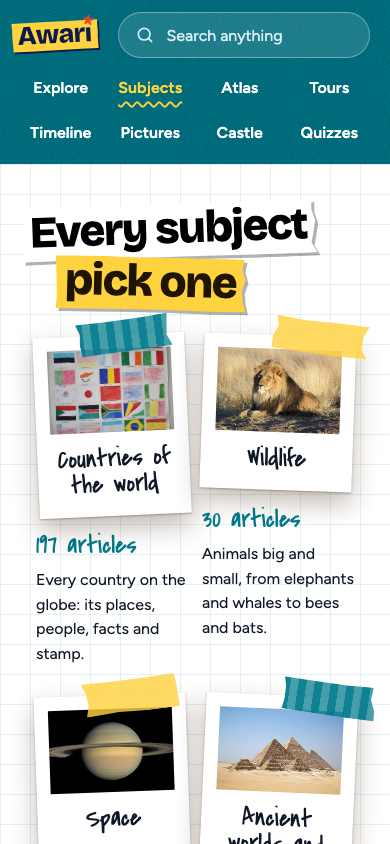 Awari
Search anything
Explore
Subjects
Atlas
Tours
Timeline
Pictures
Castle
Quizzes
Every subject
pick one
Countries of
the world
197 articles
Every country on the
globe: its places,
people, facts and
stamp.
Wildlife
30 articles
Animals big and
small, from elephants
and whales to bees
and bats.
Space
Ancient
worlds and